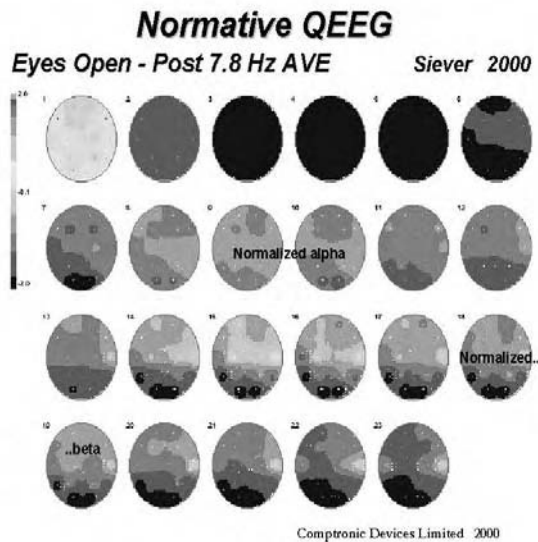 Normative QEEG
Eyes Open - Post 7.8 Hz AVE Siever 2000
2.0
1 2 3 4 5 6
-0.1
7 8 9 10 11 12
Normalized alpha
-2.0
13 14 15 16 17 18
Normalized..
19 20 21 22 23
..beta
Comptronic Devices Limited 2000